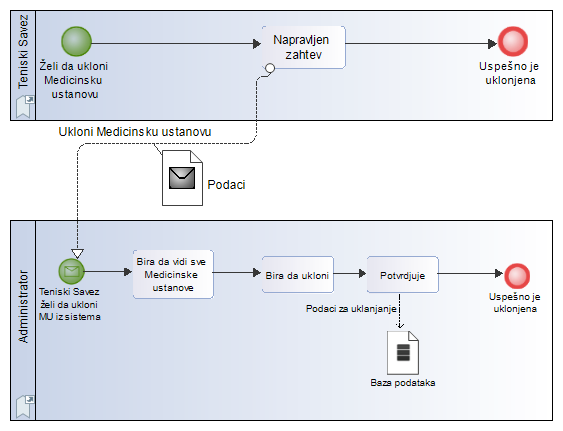 Teniski Savez
Želi da ukloni
Medicinsku
ustanovu
Napravljen
zahtev
Uspešno je
uklonjena
Ukloni Medicinsku ustanovu
Podaci
Administrator
Teniski Savez
želi da ukloni
MU iz sistema
Bira da vidi sve
Medicinske
ustanove
Bira da ukloni
Potvrdjuje
Uspešno je
uklonjena
Podaci za uklanjanje
Baza podataka